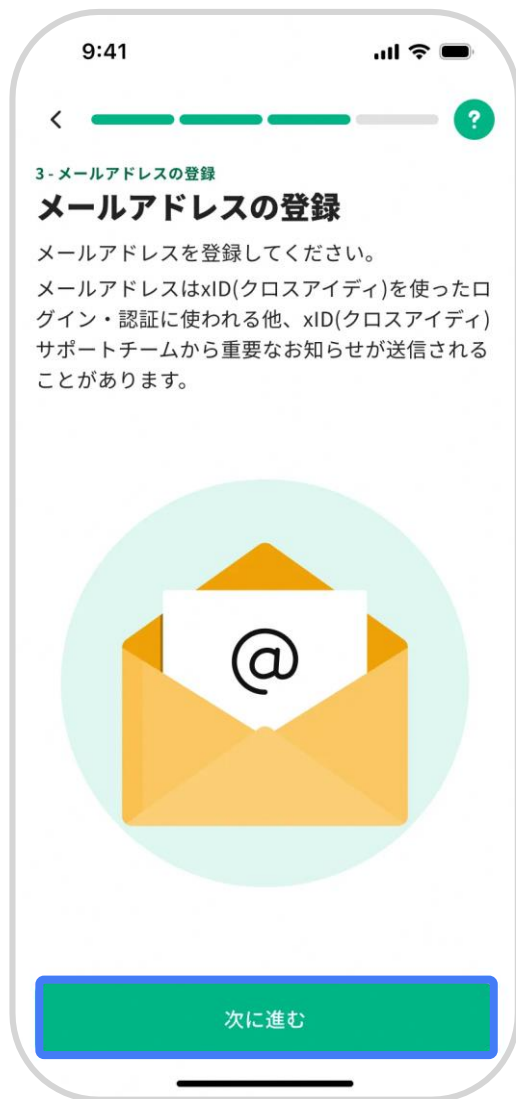 9:41
?
3-メールアドレスの登録
メールアドレスの登録
メールアドレスを登録してください。
メールアドレスはxID(クロスアイディ)を使ったロ
グイン・認証に使われる他、xID(クロスアイディ)
サポートチームから重要なお知らせが送信される
ことがあります。
@
次に進む